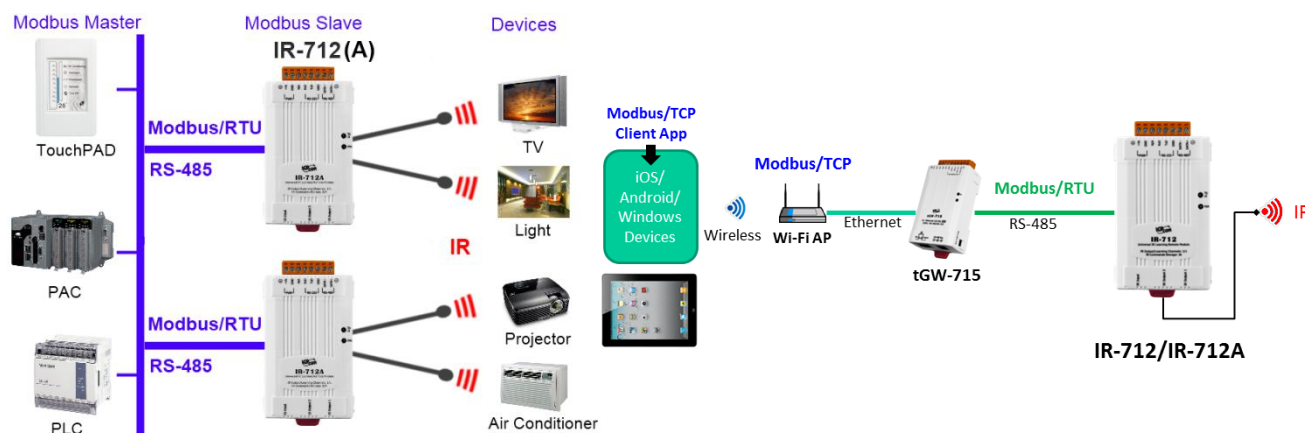 Modbus Master
Modbus Slave
Devices
IR-712(A)
TouchPAD
Modbus/RTU
RS-485
IR-712A
TV
Light
PAC
IR
Modbus/RTU
RS-485
IR-712A
Projector
PLC
Air Conditioner
Modbus/TCP
Client App
iOS/
Android/
Windows
Devices
Wireless
Modbus/TCP
Wi-Fi AP
Ethernet
tGW-715
Modbus/RTU
RS-485
IR-712
IR
IR-712/IR-712A